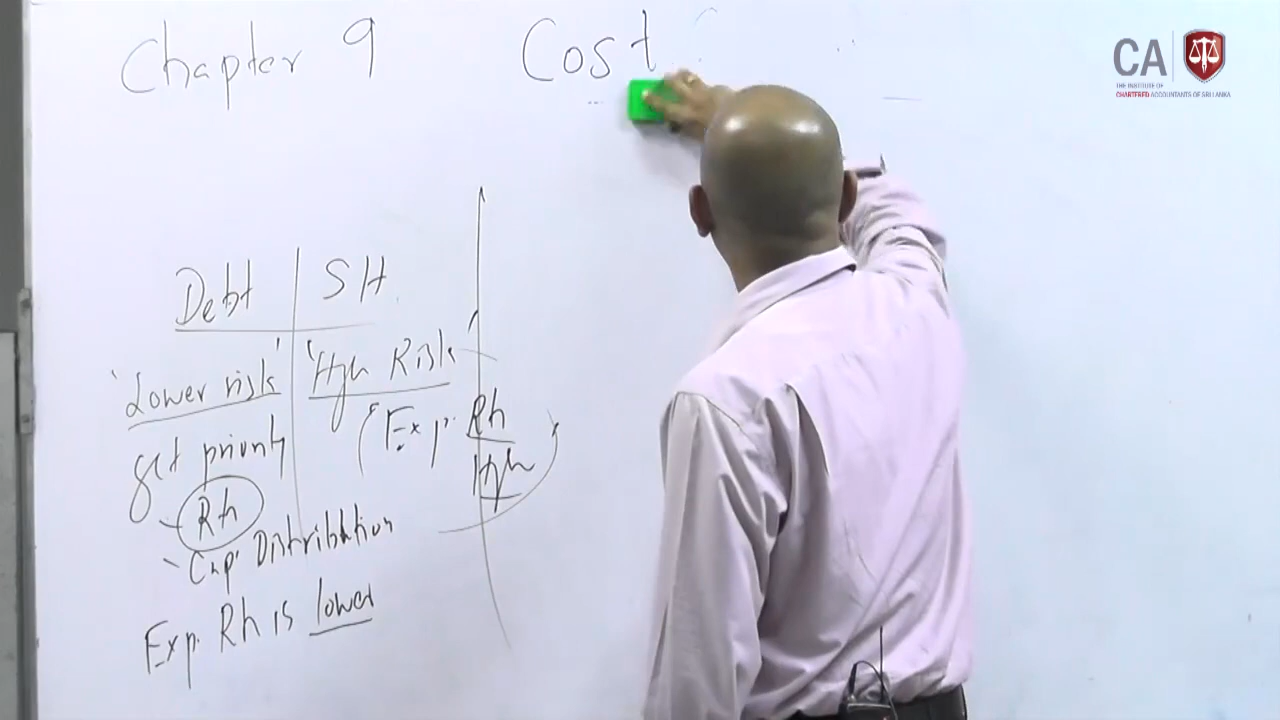 Chapter 9 Cost
CA
THE INSTITUTE OF
CHARTERED ACCOUNTANTS OF SRI LANKA
Debt SH
'Lower risk' 'High Risk'
get priority (Exp. Rtn
High
- Rtn
- Cap. Distribution
Exp. Rtn is lower